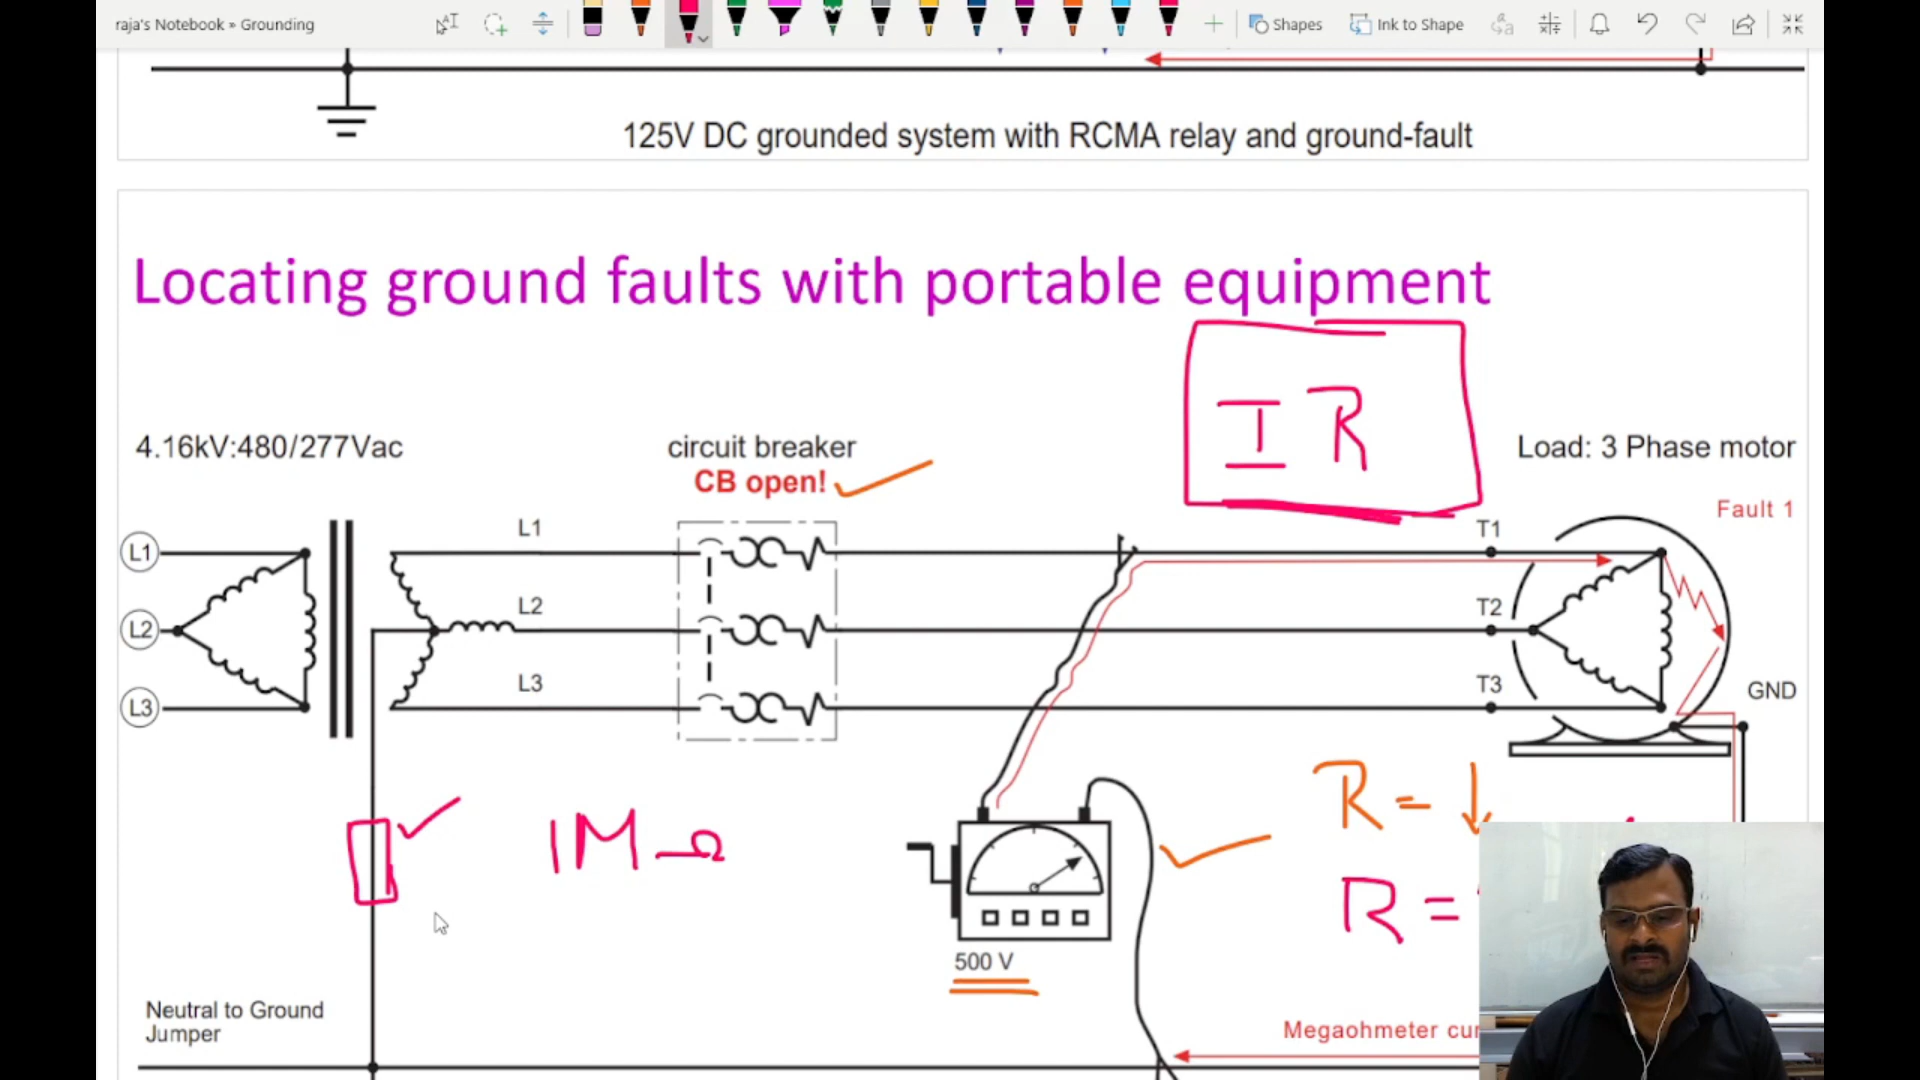 raja's Notebook » Grounding
Shapes
Ink to Shape
125V DC grounded system with RCMA relay and ground-fault
Locating ground faults with portable equipment
IR
4.16kV:480/277Vac
circuit breaker
CB open!
Load: 3 Phase motor
Fault 1
L1
L1
T1
L2
L2
T2
L3
L3
T3
GND
R = ↓
1MΩ
R =
500 V
Neutral to Ground
Jumper
Megaohmeter